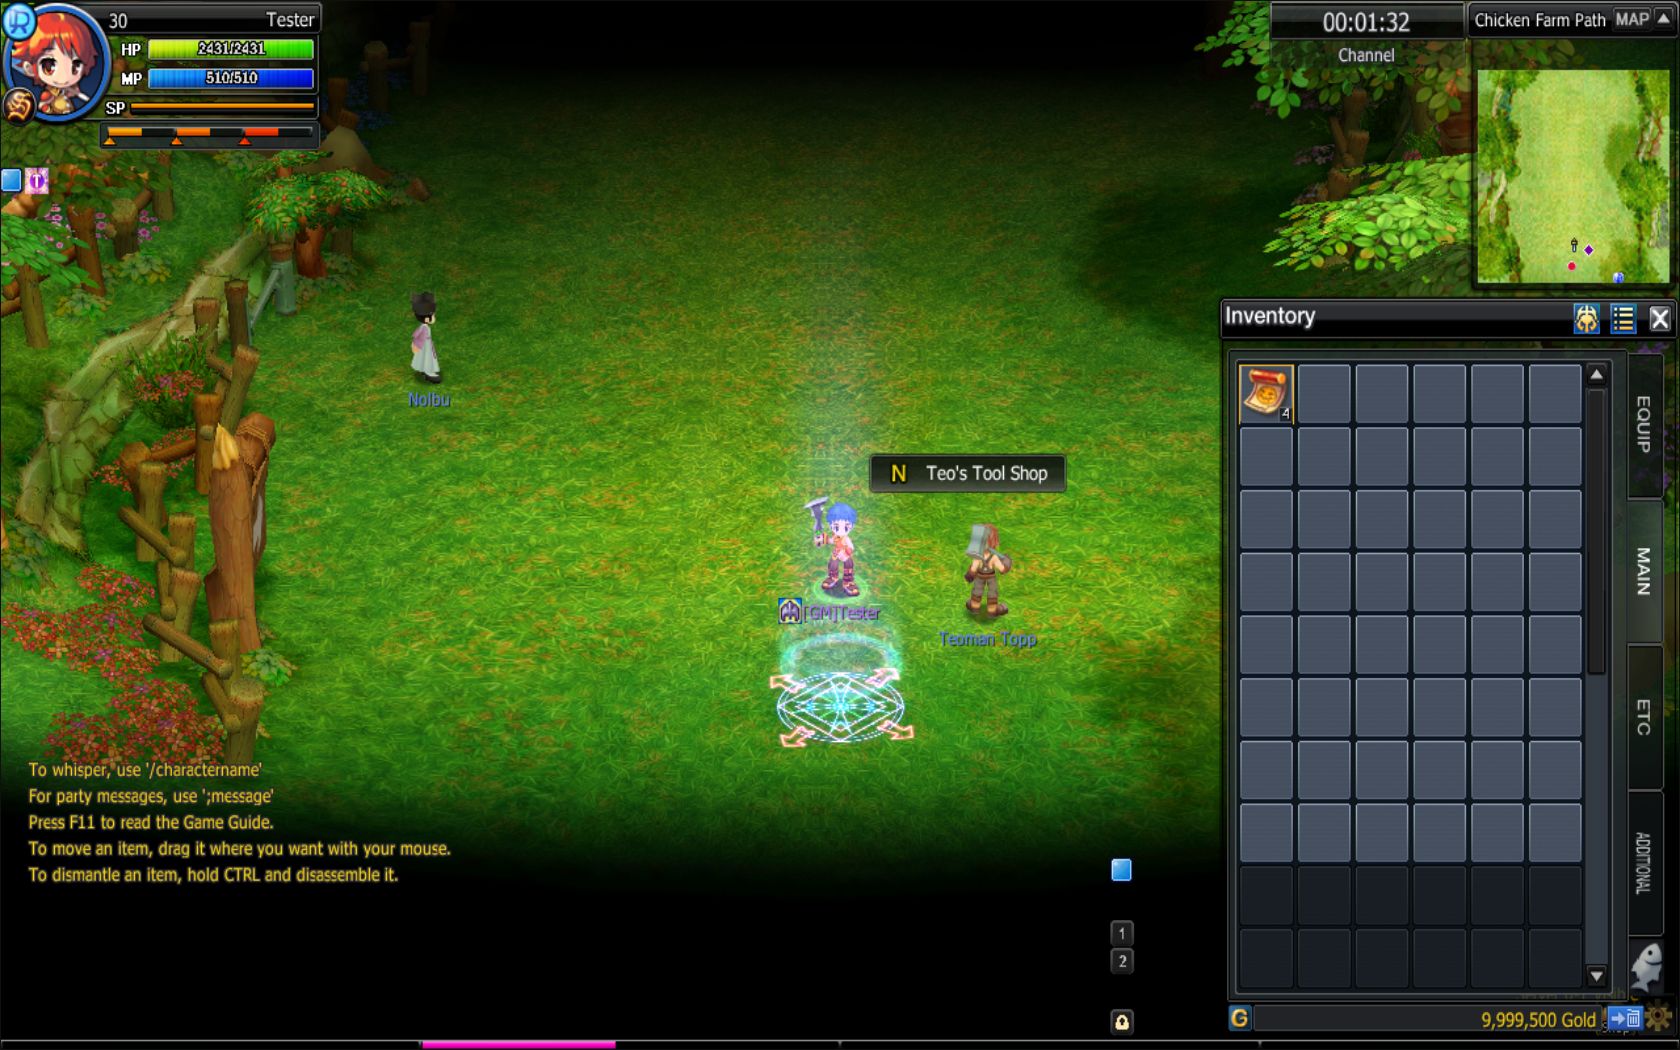 30 Tester
HP 2431/2431
MP 510/510
SP
T
00:01:32
Channel
Chicken Farm Path MAP
Inventory
4
EQUIP
MAIN
ETC
ADDITIONAL
Nolbu
N Teo's Tool Shop
[GM]Tester
Teoman Topp
To whisper, use '/charactername'
For party messages, use ';message'
Press F11 to read the Game Guide.
To move an item, drag it where you want with your mouse.
To dismantle an item, hold CTRL and disassemble it.
1
2
G 9,999,500 Gold